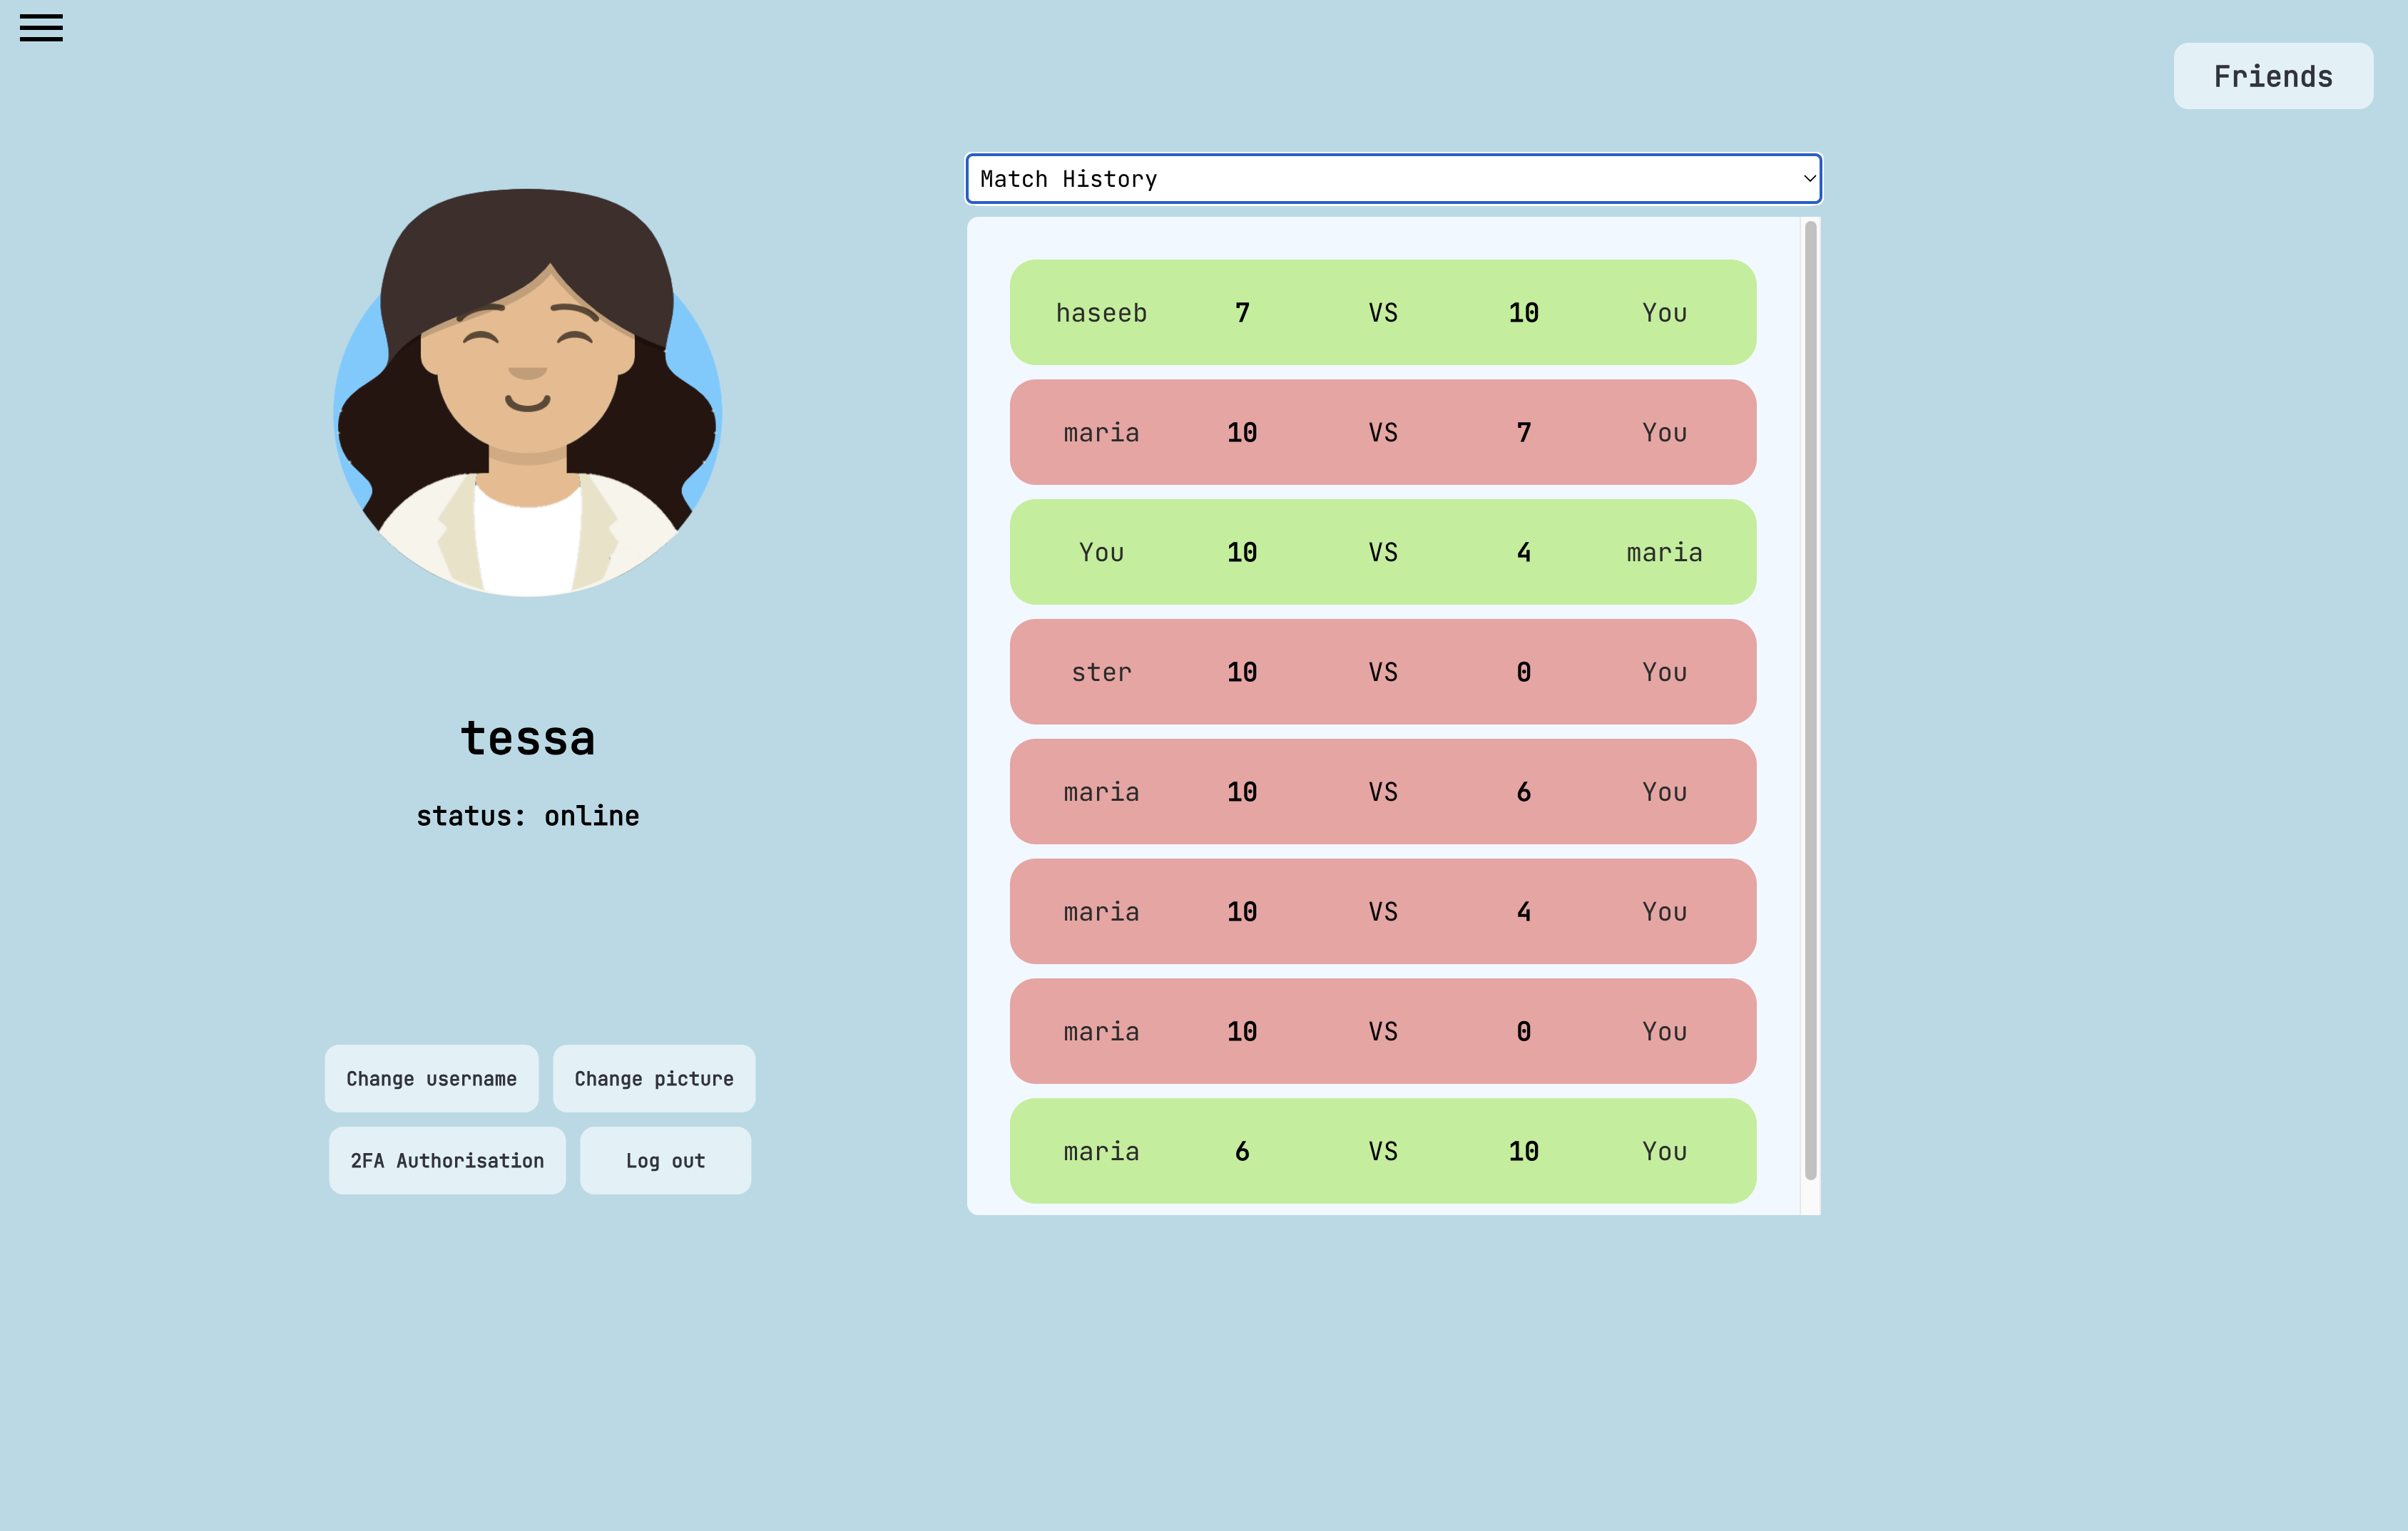 Friends
Match History
haseeb 7 VS 10 You
maria 10 VS 7 You
You 10 VS 4 maria
ster 10 VS 0 You
maria 10 VS 6 You
maria 10 VS 4 You
maria 10 VS 0 You
maria 6 VS 10 You
tessa
status: online
Change username
Change picture
2FA Authorisation
Log out